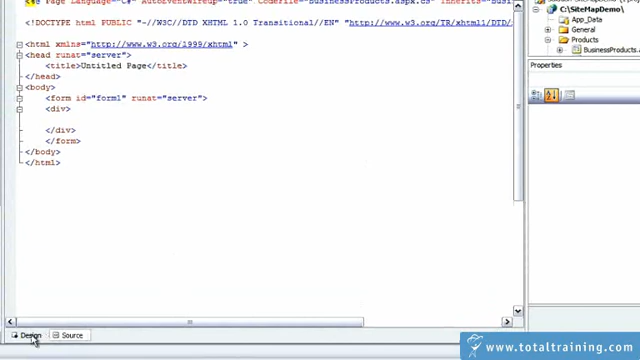 <%@ Page Language="C#" AutoEventWireup="true" CodeFile="BusinessProducts.aspx.cs" Inherits="
<!DOCTYPE html PUBLIC "-//W3C//DTD XHTML 1.0 Transitional//EN" "http://www.w3.org/TR/xhtml1/DTD/
<html xmlns="http://www.w3.org/1999/xhtml" >
<head runat="server">
<title>Untitled Page</title>
</head>
<body>
<form id="form1" runat="server">
<div>
</div>
</form>
</body>
</html>
Design
Source
C:\SiteMapDemo\
App_Data
General
Products
BusinessProducts.a
Properties
www.totaltraining.com